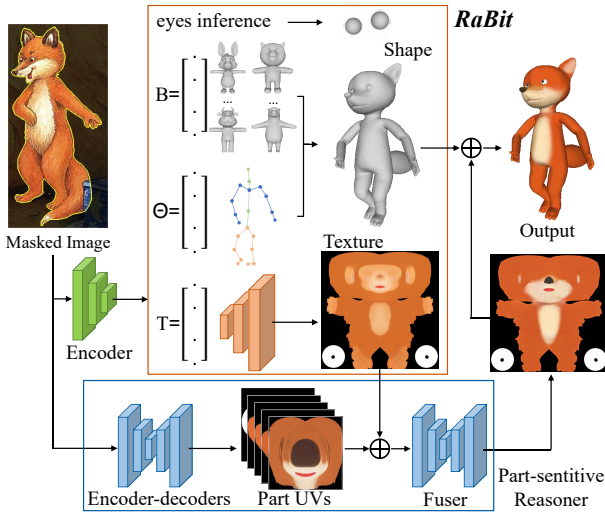 eyes inference
RaBit
Shape
B=
...
...
Θ=
Masked Image
Texture
Output
T=
Encoder
Encoder-decoders
Part UVs
Fuser
Part-sentitive
Reasoner